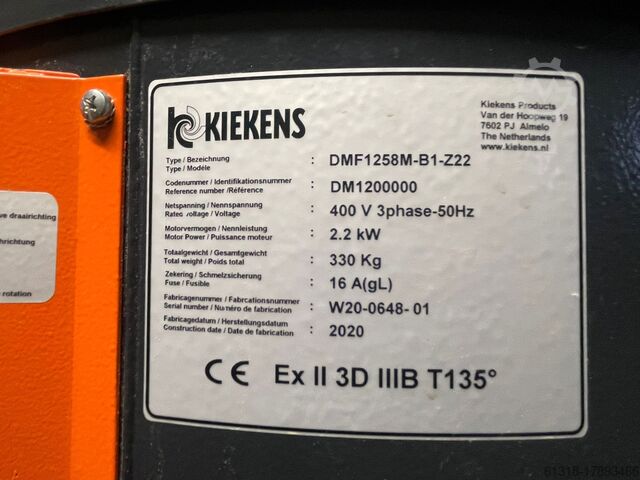 KIEKENS
Kiekens Products
Van der Hoopweg 19
7602 PJ Almelo
The Netherlands
www.kiekens.nl
Type / Bezeichnung
Type / Modèle : DMF1258M-B1-Z22
Codenummer / Identifikationsnummer
Reference number /Référence : DM1200000
Netspanning / Nennspannung
Rated voltage / Voltage : 400 V 3phase-50Hz
Motorvermogen / Nennleistung
Motor Power / Puissance moteur : 2.2 kW
Totaalgewicht / Gesamtgewicht
Total weight / Poids total : 330 Kg
Zekering / Schmelzsicherung
Fuse / Fusible : 16 A(gL)
Fabricagenummer / Fabrcationsnummer
Serial number / Numéro de fabrication : W20-0648- 01
Fabricagedatum / Herstellungsdatum
Construction date / Date de fabrication : 2020
CE Ex II 3D IIIB T135°
ve draairichting
hrichtung
rotation
61318-17893466